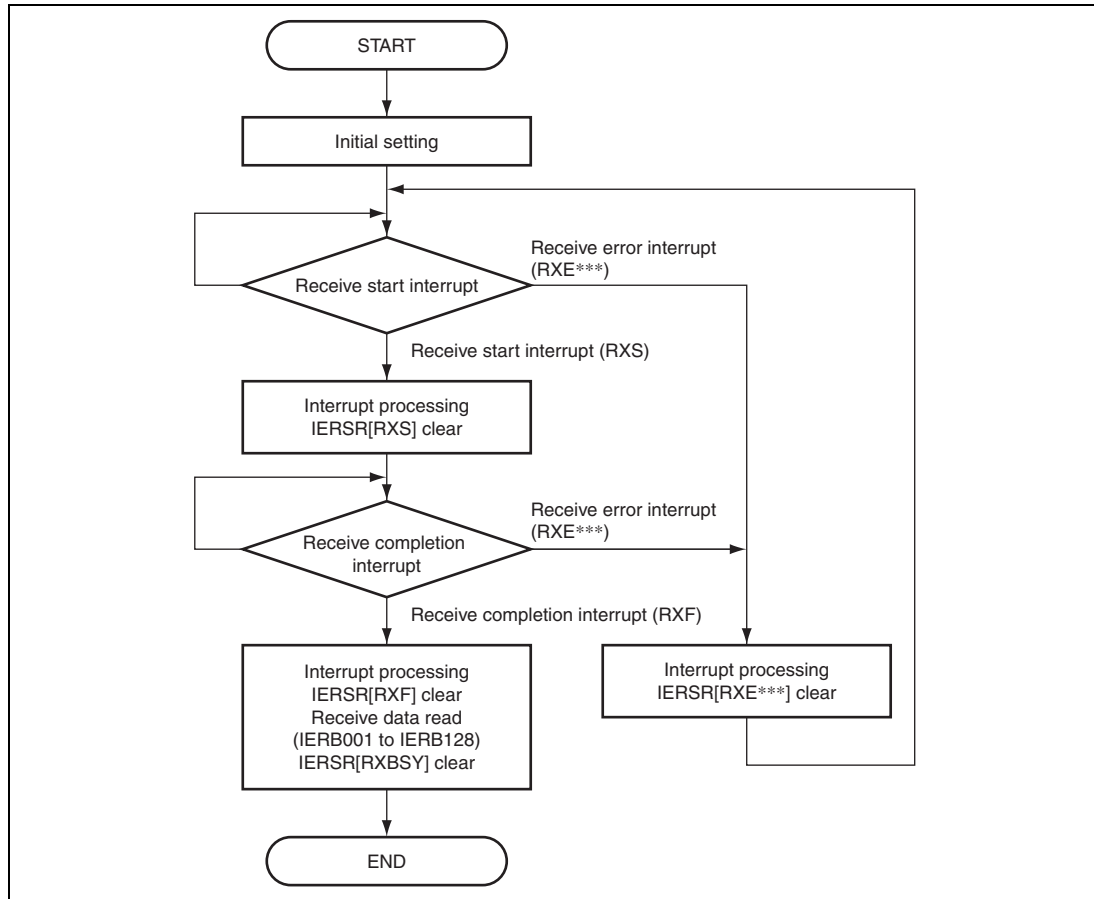 START
Initial setting
Receive error interrupt
(RXE***)
Receive start interrupt
Receive start interrupt (RXS)
Interrupt processing
IERSR[RXS] clear
Receive error interrupt
(RXE***)
Receive completion
interrupt
Receive completion interrupt (RXF)
Interrupt processing
IERSR[RXF] clear
Receive data read
(IERB001 to IERB128)
IERSR[RXBSY] clear
Interrupt processing
IERSR[RXE***] clear
END